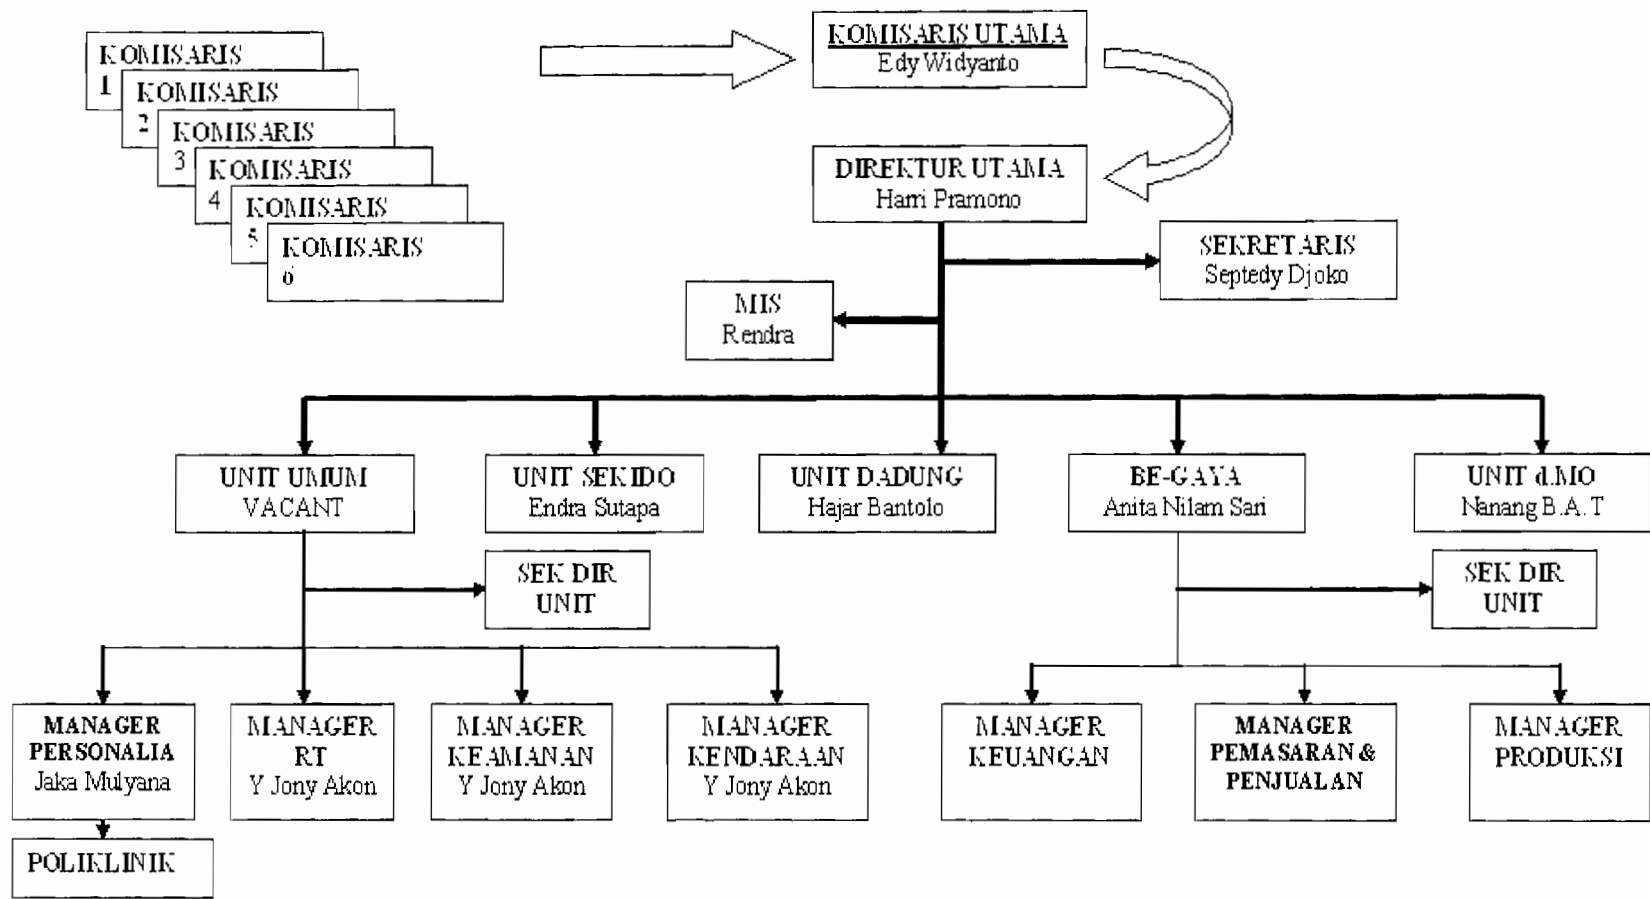 KOMISARIS
1
KOMISARIS
2
KOMISARIS
3
KOMISARIS
4
KOMISARIS
5
KOMISARIS
6
KOMISARIS UTAMA
Edy Widyanto
DIREKTUR UTAMA
Harri Pramono
SEKRETARIS
Septedy Djoko
MIS
Rendra
UNIT UMUM
VACANT
UNIT SEKIDO
Endra Sutapa
UNIT DADUNG
Hajar Bantolo
BE-GAYA
Anita Nilam Sari
UNIT d.MO
Nanang B.A.T
SEK DIR
UNIT
SEK DIR
UNIT
MANAGER
PERSONALIA
Jaka Mulyana
MANAGER
RT
Y Jony Akon
MANAGER
KEAMANAN
Y Jony Akon
MANAGER
KENDARAAN
Y Jony Akon
MANAGER
KEUANGAN
MANAGER
PEMASARAN &
PENJUALAN
MANAGER
PRODUKSI
POLIKLINIK